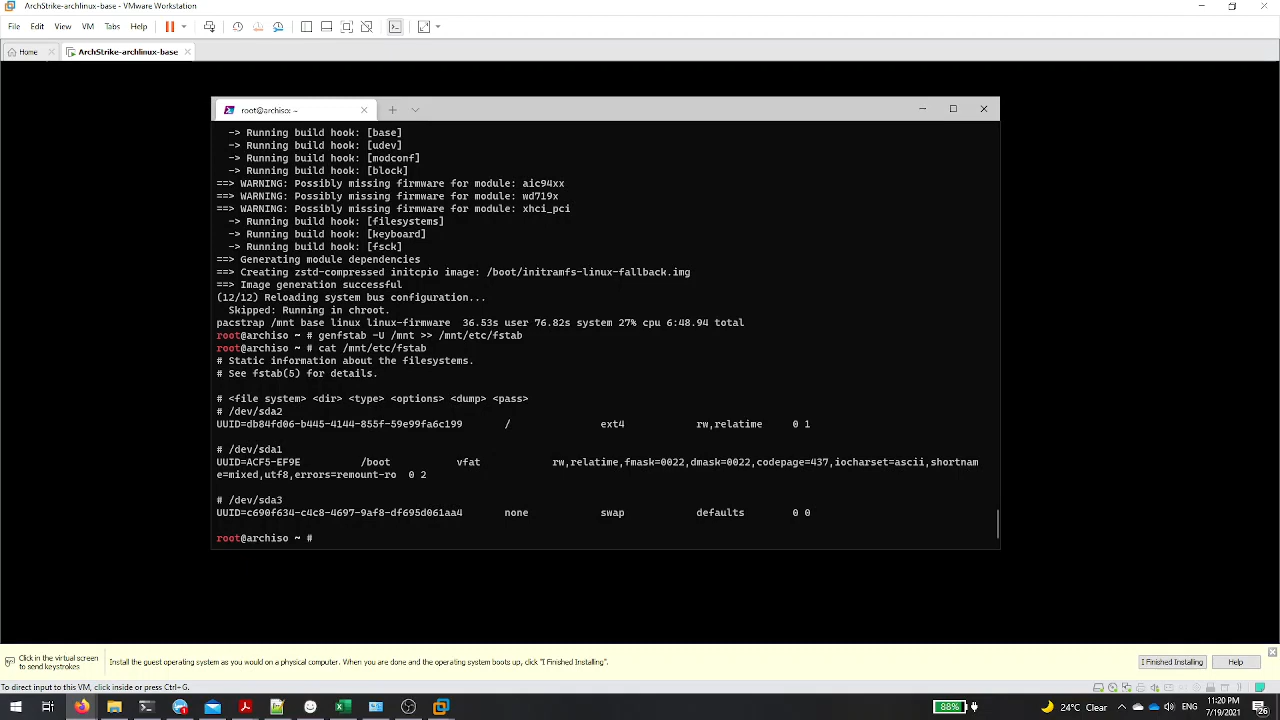 ArchStrike-archlinux-base - VMware Workstation
File Edit View VM Tabs Help
Home ArchStrike-archlinux-base
root@archiso: ~
-> Running build hook: [base]
-> Running build hook: [udev]
-> Running build hook: [modconf]
-> Running build hook: [block]
==> WARNING: Possibly missing firmware for module: aic94xx
==> WARNING: Possibly missing firmware for module: wd719x
==> WARNING: Possibly missing firmware for module: xhci_pci
-> Running build hook: [filesystems]
-> Running build hook: [keyboard]
-> Running build hook: [fsck]
==> Generating module dependencies
==> Creating zstd-compressed initcpio image: /boot/initramfs-linux-fallback.img
==> Image generation successful
(12/12) Reloading system bus configuration...
Skipped: Running in chroot.
pacstrap /mnt base linux linux-firmware 36.53s user 76.82s system 27% cpu 6:48.94 total
root@archiso ~ # genfstab -U /mnt >> /mnt/etc/fstab
root@archiso ~ # cat /mnt/etc/fstab
# Static information about the filesystems.
# See fstab(5) for details.
# <file system> <dir> <type> <options> <dump> <pass>
# /dev/sda2
UUID=db84fd06-b445-4144-855f-59e99fa6c199 / ext4 rw,relatime 0 1
# /dev/sda1
UUID=ACF5-EF9E /boot vfat rw,relatime,fmask=0022,dmask=0022,codepage=437,iocharset=ascii,shortnam
e=mixed,utf8,errors=remount-ro 0 2
# /dev/sda3
UUID=c690f634-c4c8-4697-9af8-df695d061aa4 none swap defaults 0 0
root@archiso ~ #
Click in the virtual screen
to send keystrokes
Install the guest operating system as you would on a physical computer. When you are done and the operating system boots up, click "I Finished Installing".
I Finished Installing Help
To direct input to this VM, click inside or press Ctrl+G.
88% 24°C Clear ENG 11:20 PM
7/19/2021 26